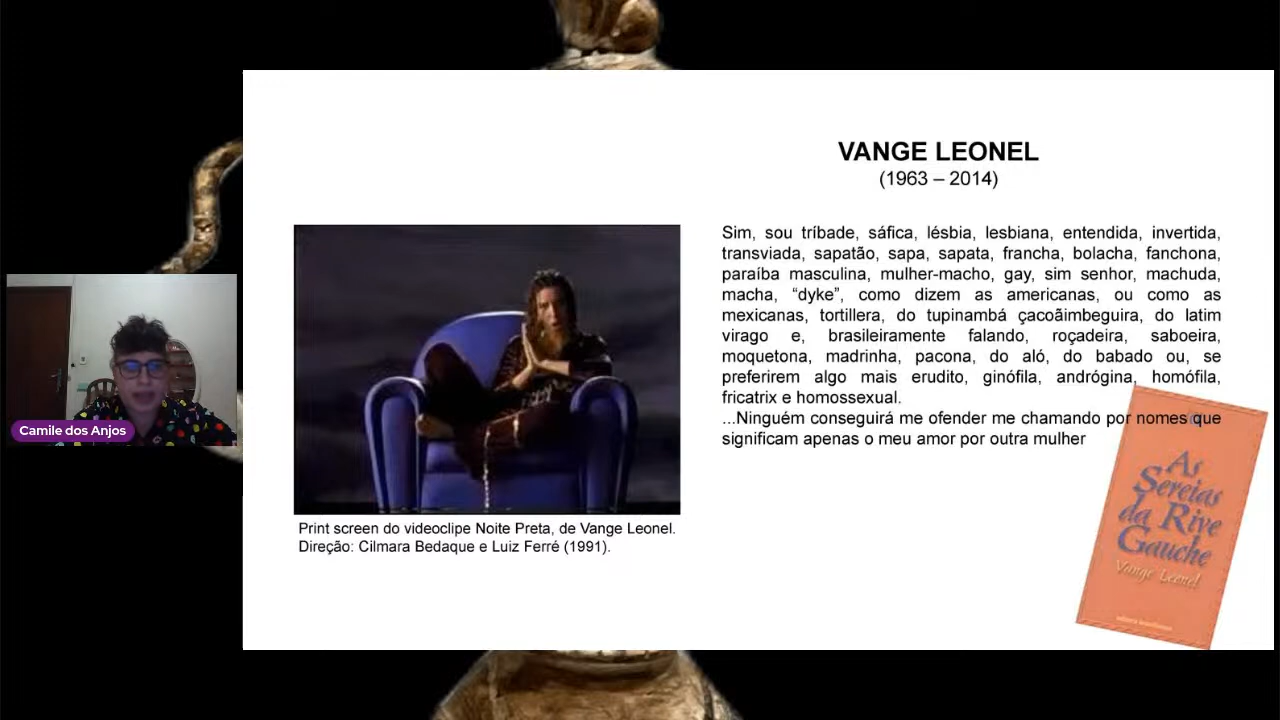 VANGE LEONEL
(1963 – 2014)
Sim, sou tríbade, sáfica, lésbia, lesbiana, entendida, invertida,
transviada, sapatão, sapa, sapata, francha, bolacha, fanchona,
paraíba masculina, mulher-macho, gay, sim senhor, machuda,
macha, “dyke”, como dizem as americanas, ou como as
mexicanas, tortillera, do tupinambá çacoãimbeguira, do latim
virago e, brasileiramente falando, roçadeira, saboeira,
moquetona, madrinha, pacona, do aló, do babado ou, se
preferirem algo mais erudito, ginófila, andrógina, homófila,
fricatrix e homossexual.
...Ninguém conseguirá me ofender me chamando por nomes que
significam apenas o meu amor por outra mulher
Print screen do videoclipe Noite Preta, de Vange Leonel.
Direção: Cilmara Bedaque e Luiz Ferré (1991).
As
Sereias
da Rive
Gauche
Vange Leonel
Camile dos Anjos